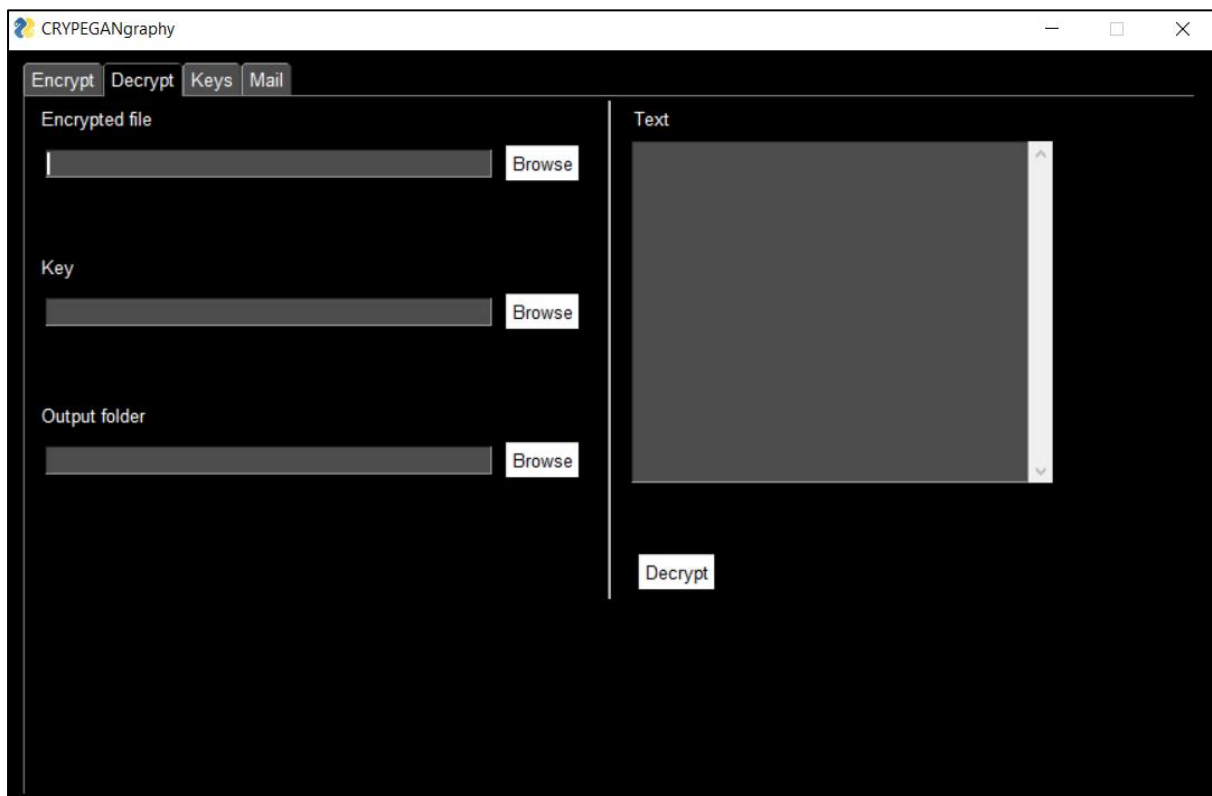 CRYPEGANgraphy
Encrypt Decrypt Keys Mail
Encrypted file
Browse
Key
Browse
Output folder
Browse
Text
Decrypt